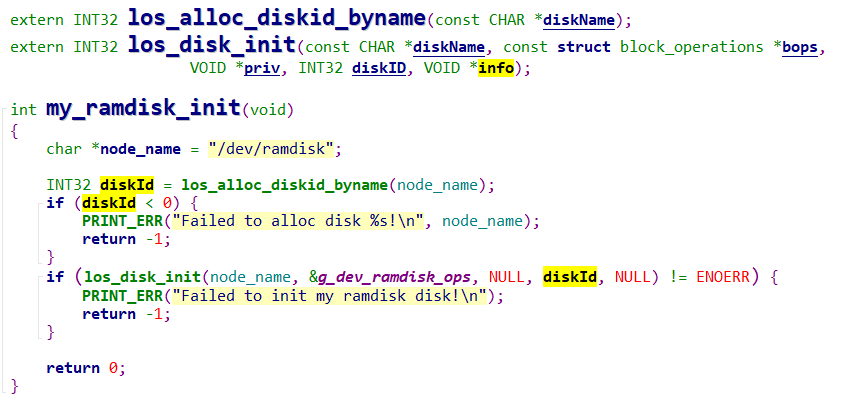 extern INT32 los_alloc_diskid_byname(const CHAR *diskName);
extern INT32 los_disk_init(const CHAR *diskName, const struct block_operations *bops,
                    VOID *priv, INT32 diskID, VOID *info);
int my_ramdisk_init(void)
{
    char *node_name = "/dev/ramdisk";
    INT32 diskId = los_alloc_diskid_byname(node_name);
    if (diskId < 0) {
        PRINT_ERR("Failed to alloc disk %s!\n", node_name);
        return -1;
    }
    if (los_disk_init(node_name, &g_dev_ramdisk_ops, NULL, diskId, NULL) != ENOERR) {
        PRINT_ERR("Failed to init my ramdisk disk!\n");
        return -1;
    }
    return 0;
}